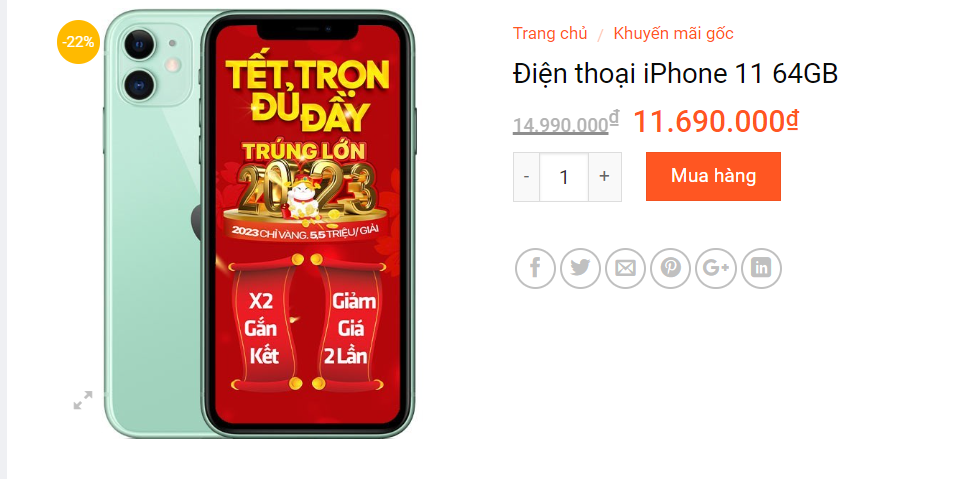 -22%
TẾT TRỌN
ĐỦ ĐẦY
TRÚNG LỚN
2023
2023 CHỈ VÀNG. 5,5 TRIỆU/GIẢI
X2
Gắn
Kết
Giảm
Giá
2 Lần
Trang chủ / Khuyến mãi gốc
Điện thoại iPhone 11 64GB
14.990.000₫ 11.690.000₫
- 1 + Mua hàng